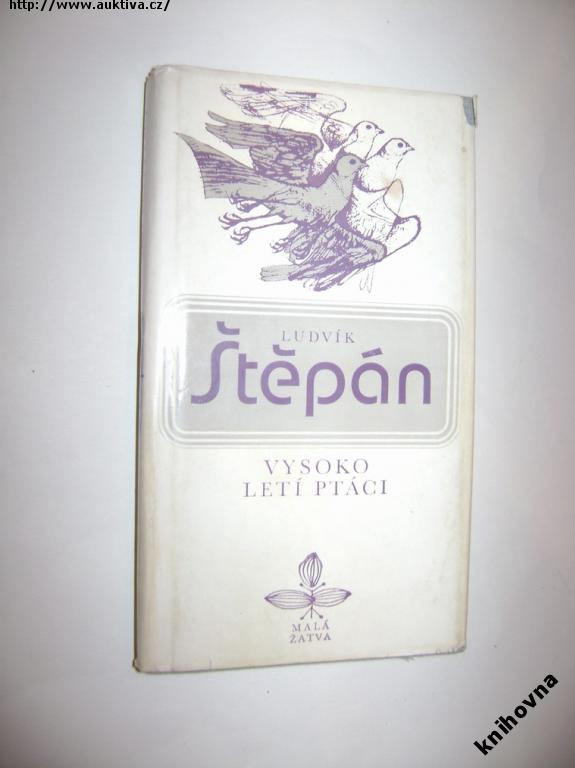 http://www.auktiva.cz/
LUDVÍK
Štěpán
VYSOKO
LETÍ PTÁCI
MALÁ
ŽATVA
knihovna